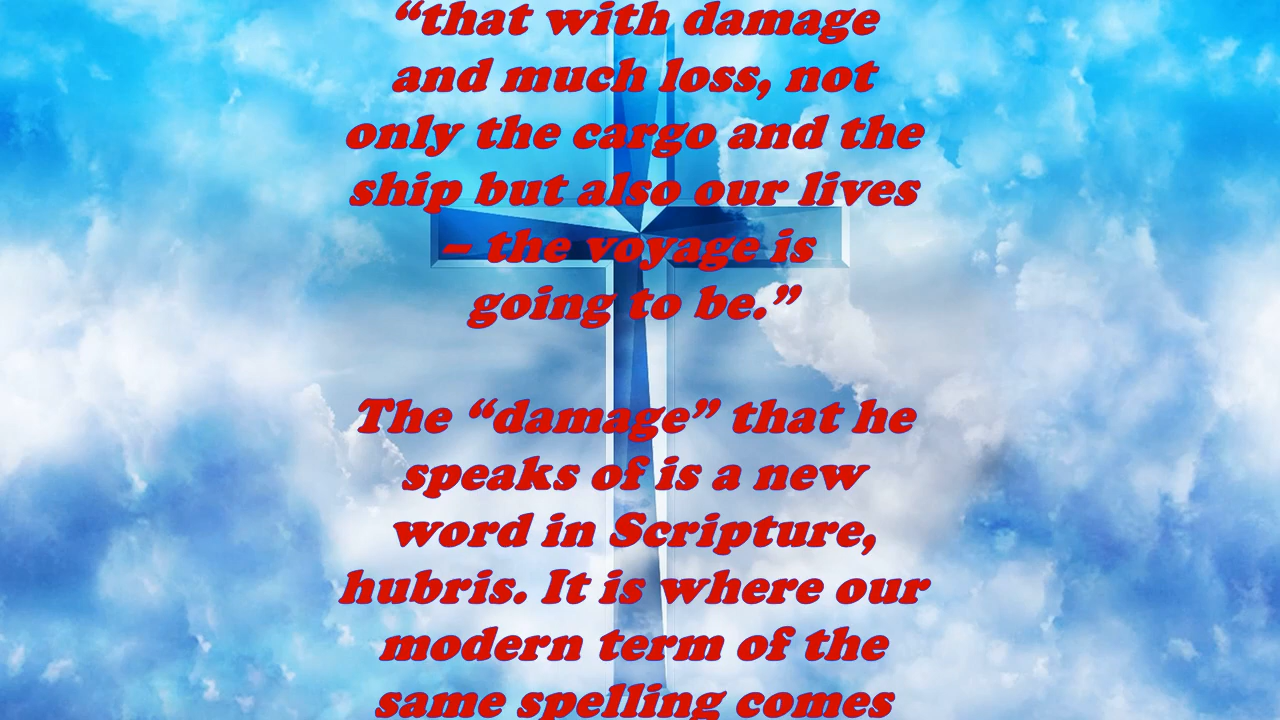 “that with damage
and much loss, not
only the cargo and the
ship but also our lives
– the voyage is
going to be.”
The “damage” that he
speaks of is a new
word in Scripture,
hubris. It is where our
modern term of the
same spelling comes